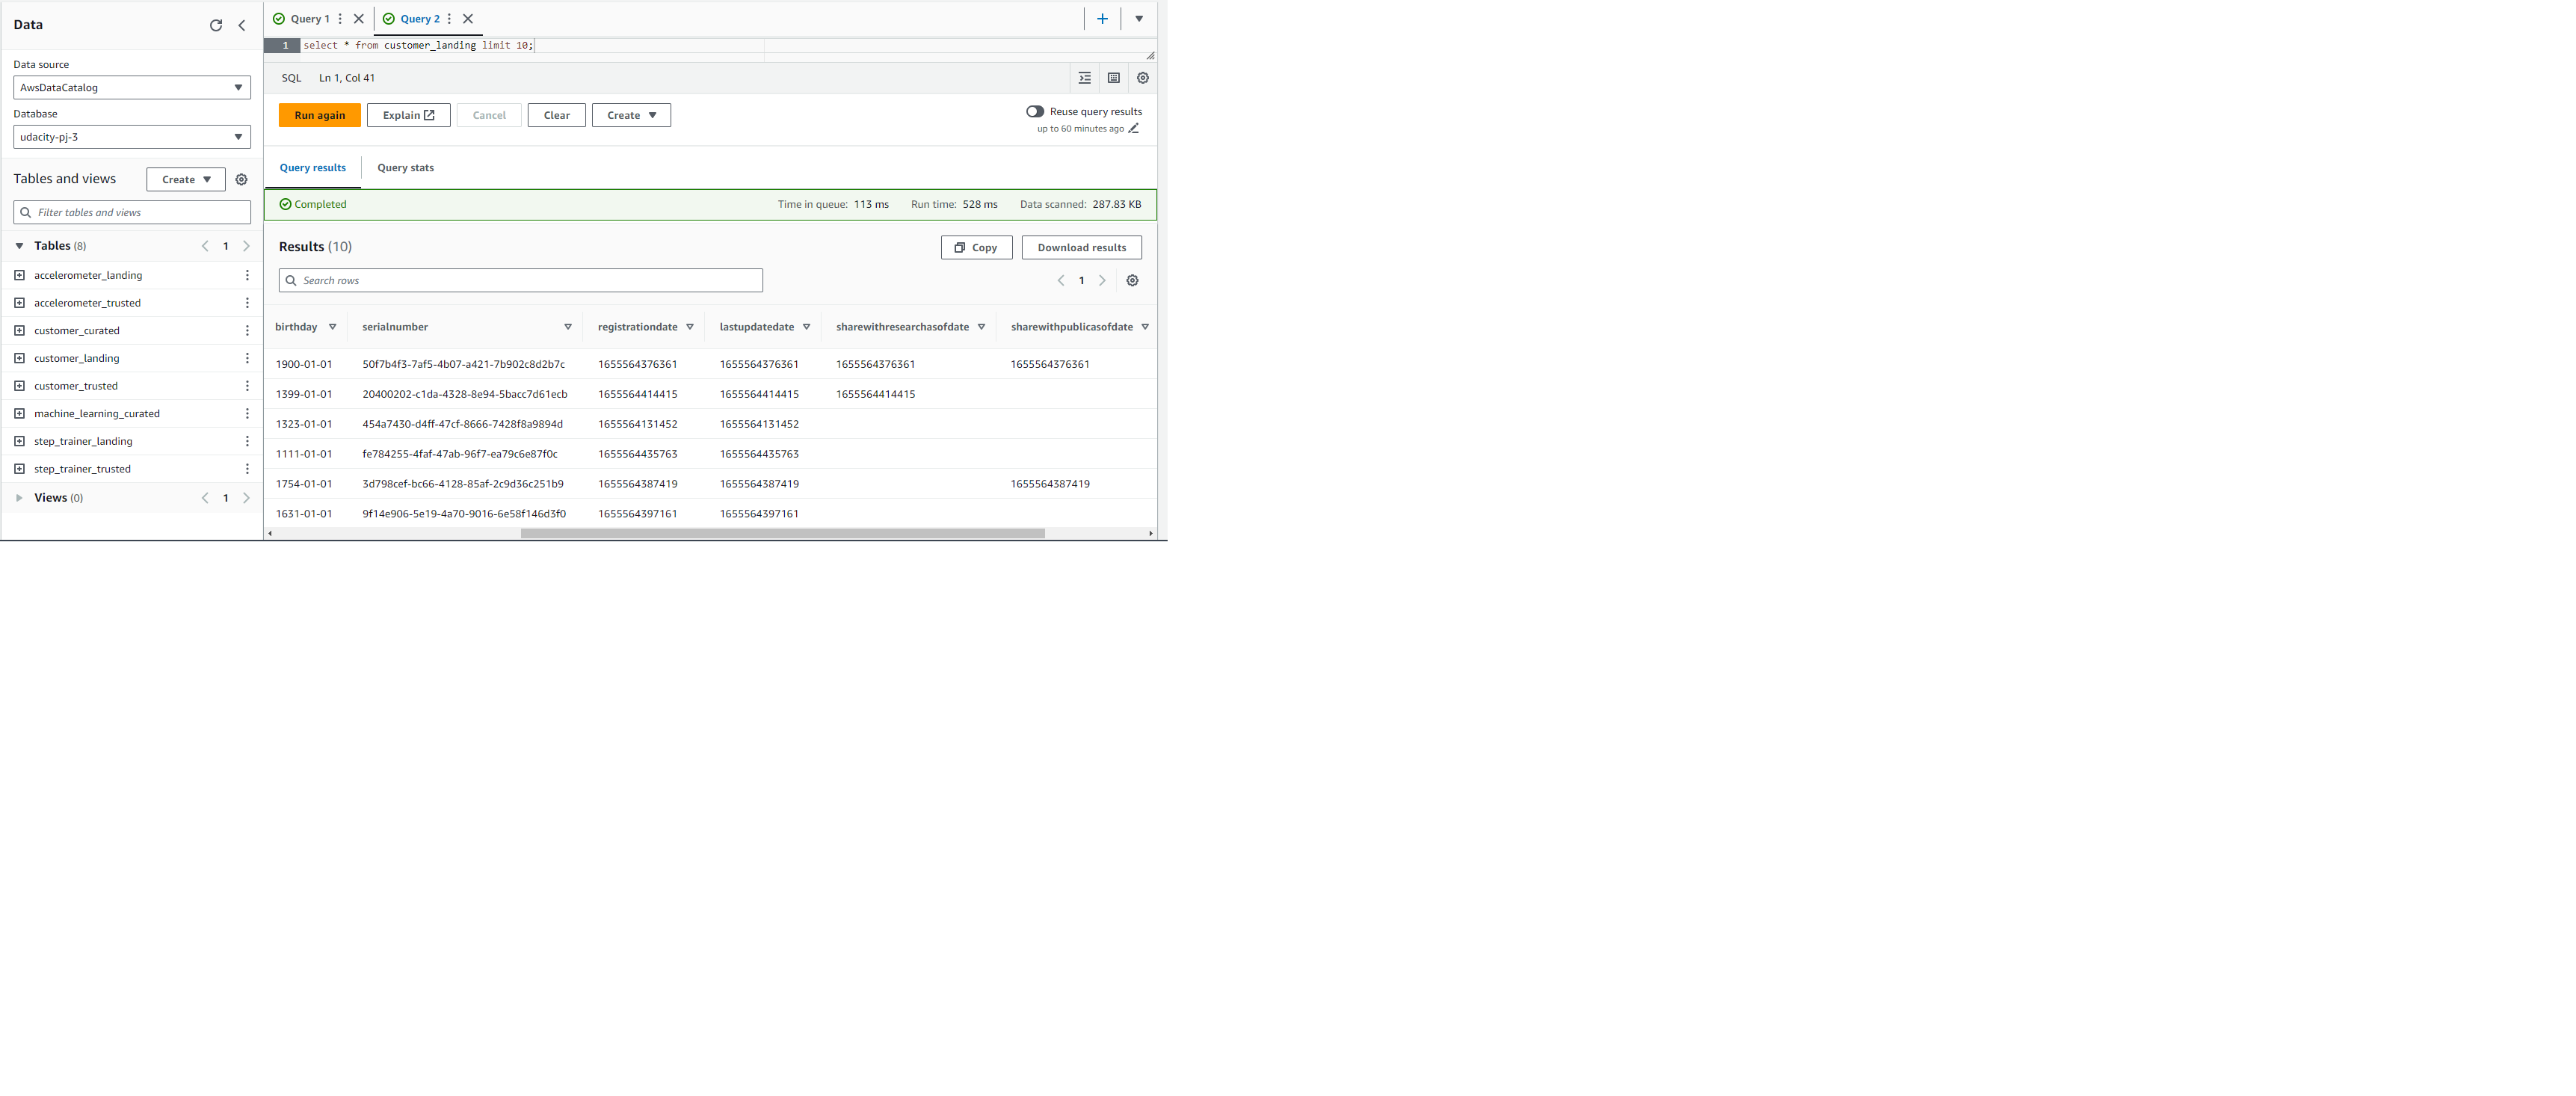 Data
Data source
AwsDataCatalog
Database
udacity-pj-3
Tables and views
Create
Filter tables and views
Tables (8)
1
accelerometer_landing
accelerometer_trusted
customer_curated
customer_landing
customer_trusted
machine_learning_curated
step_trainer_landing
step_trainer_trusted
Views (0)
1
Query 1
Query 2
1 select * from customer_landing limit 10;
SQL Ln 1, Col 41
Run again Explain Cancel Clear Create
Reuse query results
up to 60 minutes ago
Query results Query stats
Completed Time in queue: 113 ms Run time: 528 ms Data scanned: 287.83 KB
Results (10) Copy Download results
Search rows 1
birthday serialnumber registrationdate lastupdatedate sharewithresearchasofdate sharewithpublicasofdate
1900-01-01 50f7b4f3-7af5-4b07-a421-7b902c8d2b7c 1655564376361 1655564376361 1655564376361 1655564376361
1399-01-01 20400202-c1da-4328-8e94-5bacc7d61ecb 1655564414415 1655564414415 1655564414415
1323-01-01 454a7430-d4ff-47cf-8666-7428f8a9894d 1655564131452 1655564131452
1111-01-01 fe784255-4faf-47ab-96f7-ea79c6e87f0c 1655564435763 1655564435763
1754-01-01 3d798cef-bc66-4128-85af-2c9d36c251b9 1655564387419 1655564387419 1655564387419
1631-01-01 9f14e906-5e19-4a70-9016-6e58f146d3f0 1655564397161 1655564397161